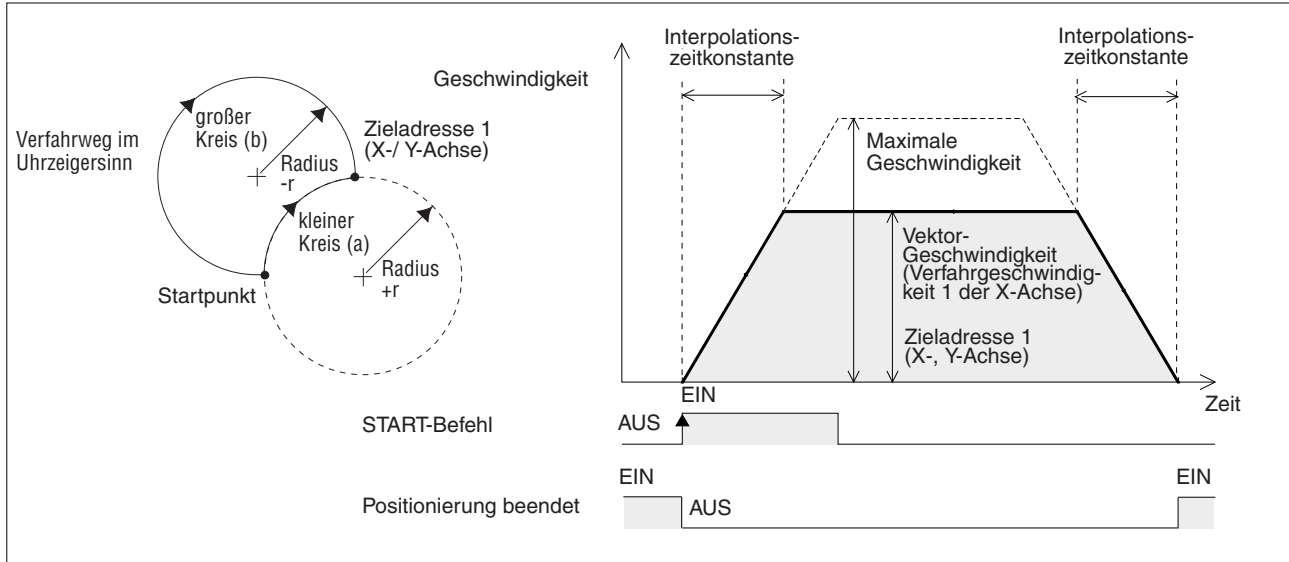 Verfahrweg im
Uhrzeigersinn
großer
Kreis (b)
Radius
-r
Zieladresse 1
(X-/ Y-Achse)
kleiner
Kreis (a)
Radius
+r
Startpunkt
Geschwindigkeit
Interpolations-
zeitkonstante
Interpolations-
zeitkonstante
Maximale
Geschwindigkeit
Vektor-
Geschwindigkeit
(Verfahrgeschwindig-
keit 1 der X-Achse)
Zieladresse 1
(X-, Y-Achse)
Zeit
START-Befehl
AUS
EIN
Positionierung beendet
EIN
AUS
EIN